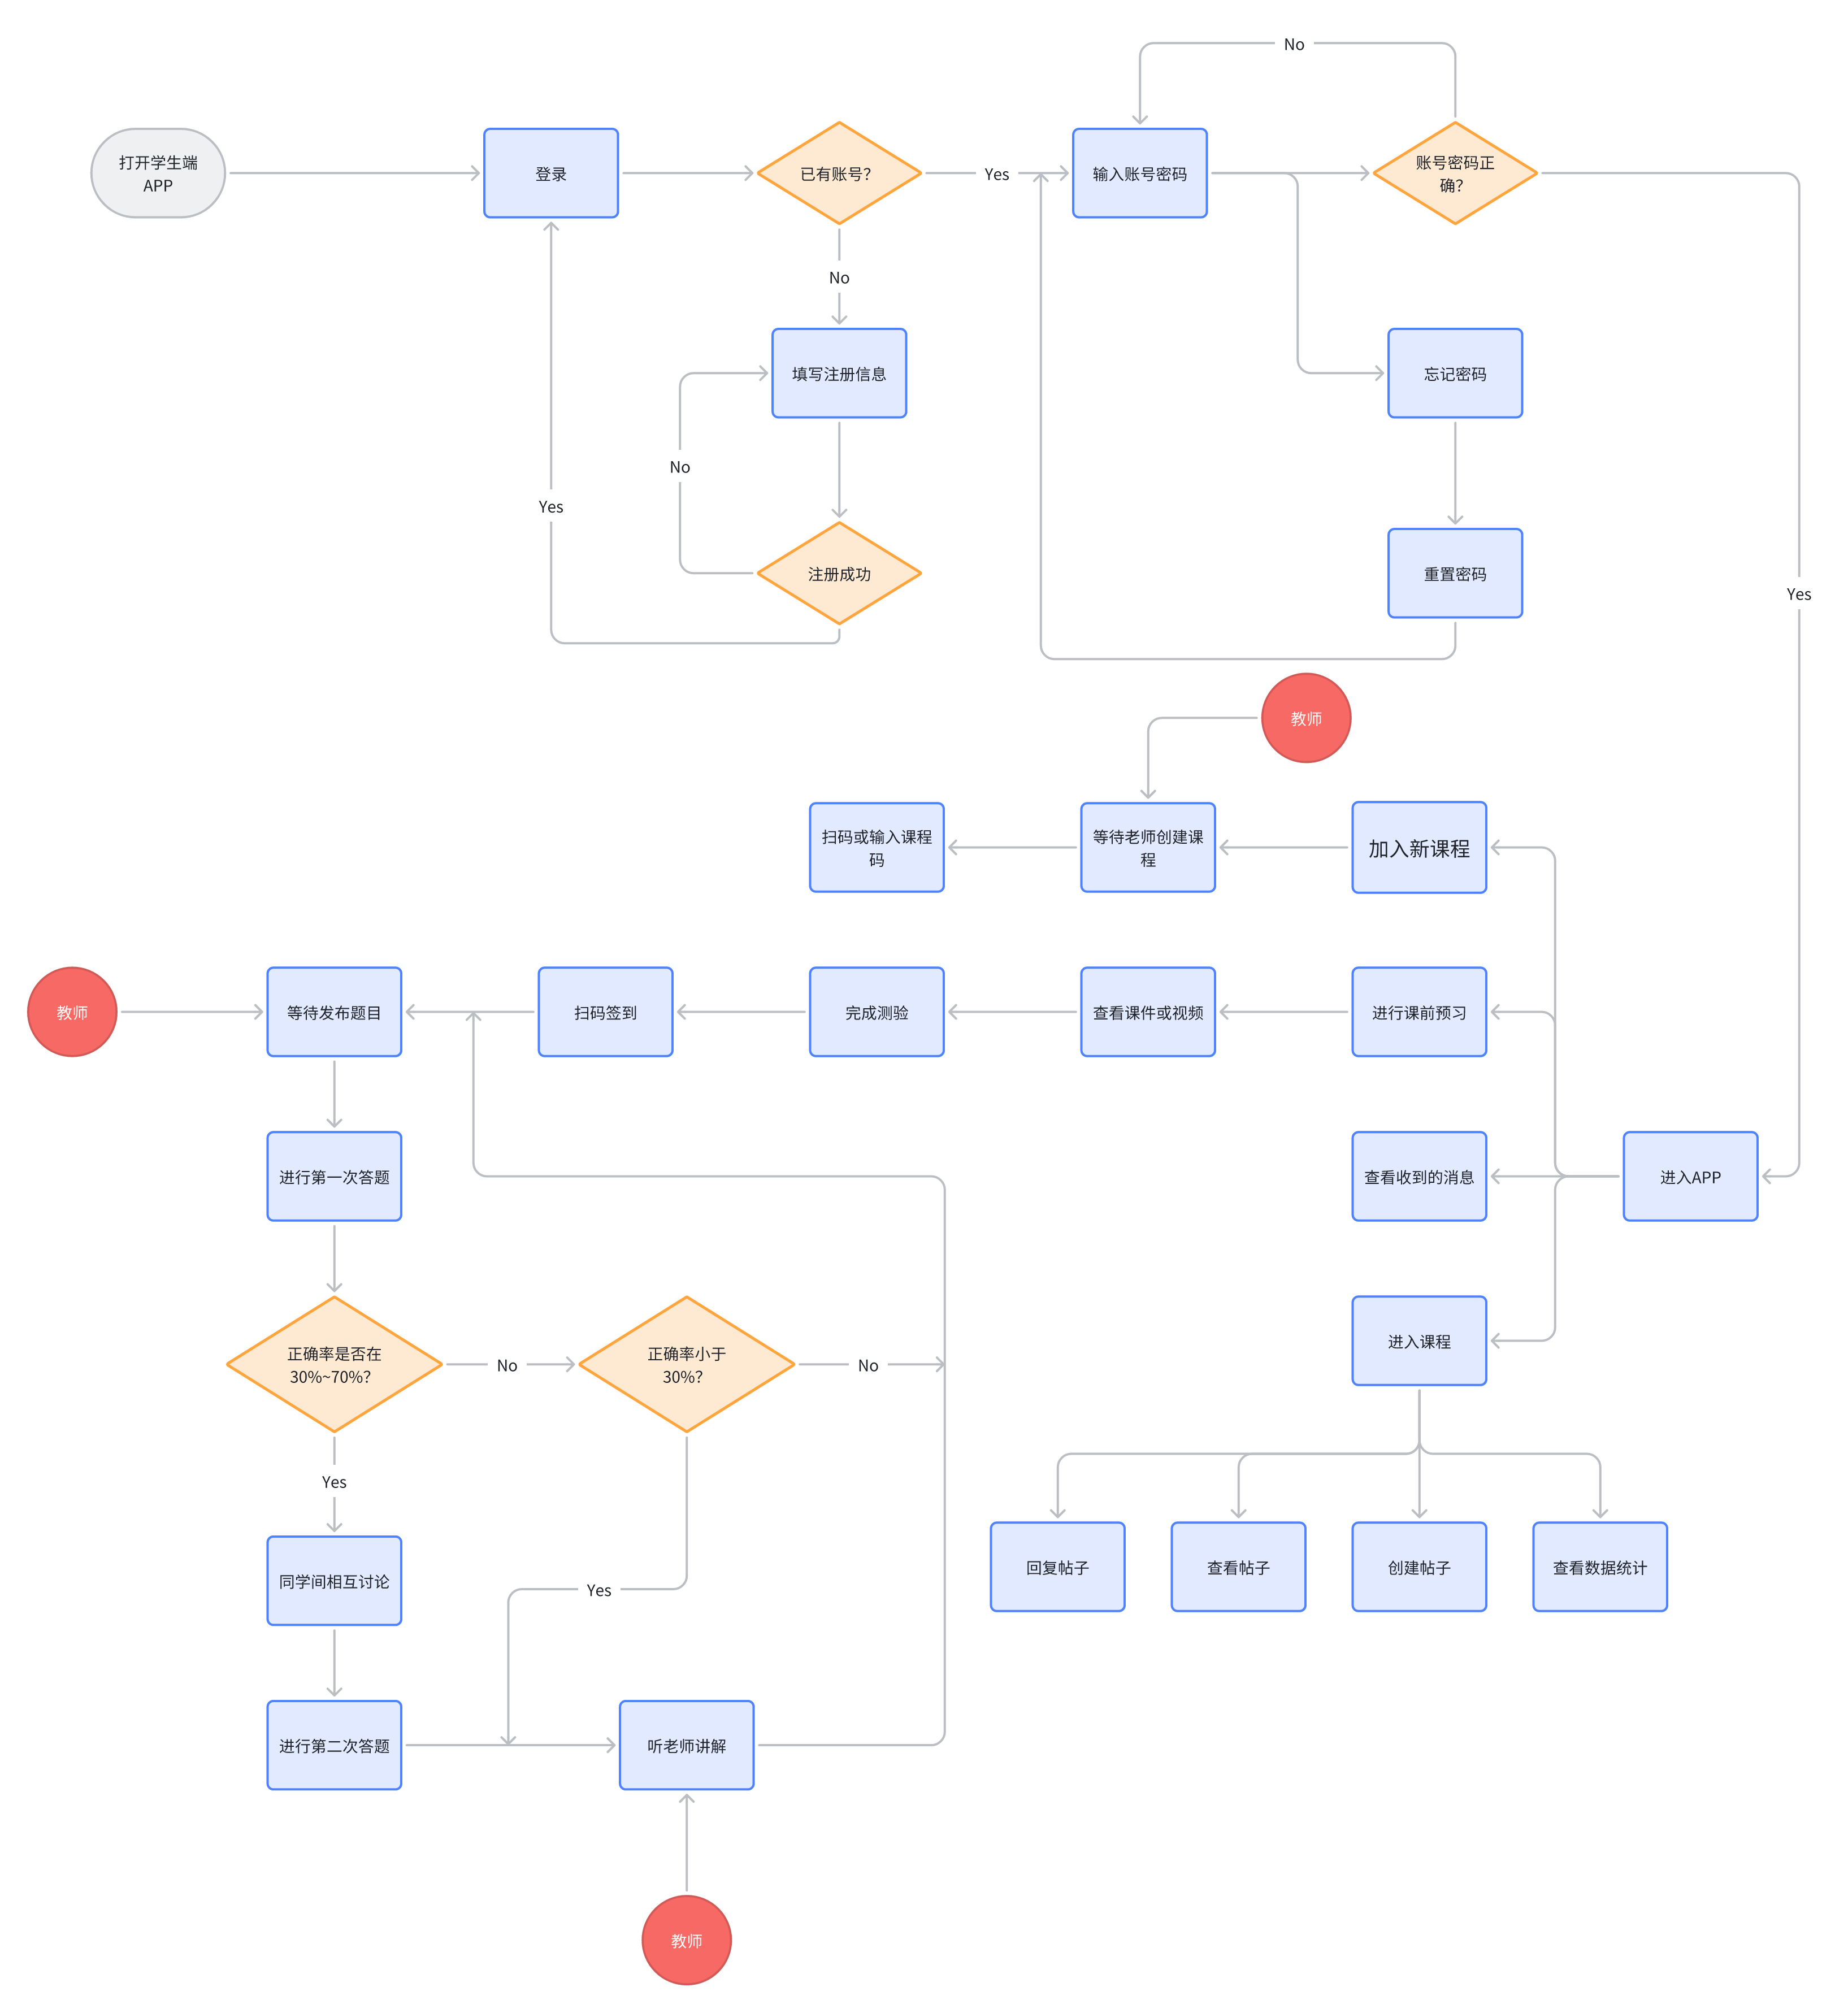 No
打开学生端
APP
登录
已有账号?
Yes
输入账号密码
账号密码正
确?
No
填写注册信息
忘记密码
No
Yes
注册成功
重置密码
Yes
教师
扫码或输入课程
码
等待老师创建课
程
加入新课程
教师
等待发布题目
扫码签到
完成测验
查看课件或视频
进行课前预习
进行第一次答题
查看收到的消息
进入APP
正确率是否在
30%~70%?
No
正确率小于
30%?
No
进入课程
Yes
同学间相互讨论
Yes
回复帖子
查看帖子
创建帖子
查看数据统计
进行第二次答题
听老师讲解
教师